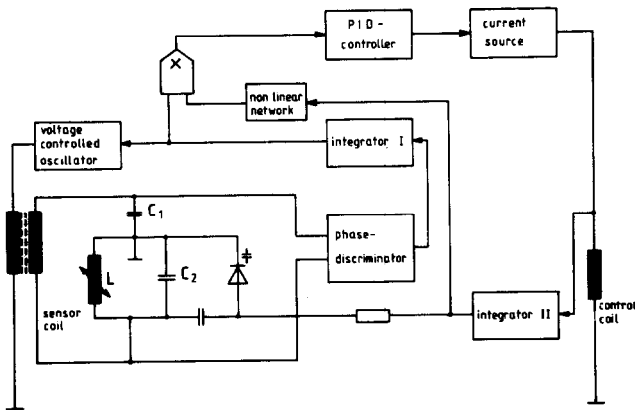 PID-
controller
current
source
X
non linear
network
voltage
controlled
oscillator
integrator I
C1
phase-
discriminator
L
C2
sensor
coil
integrator II
control
coil